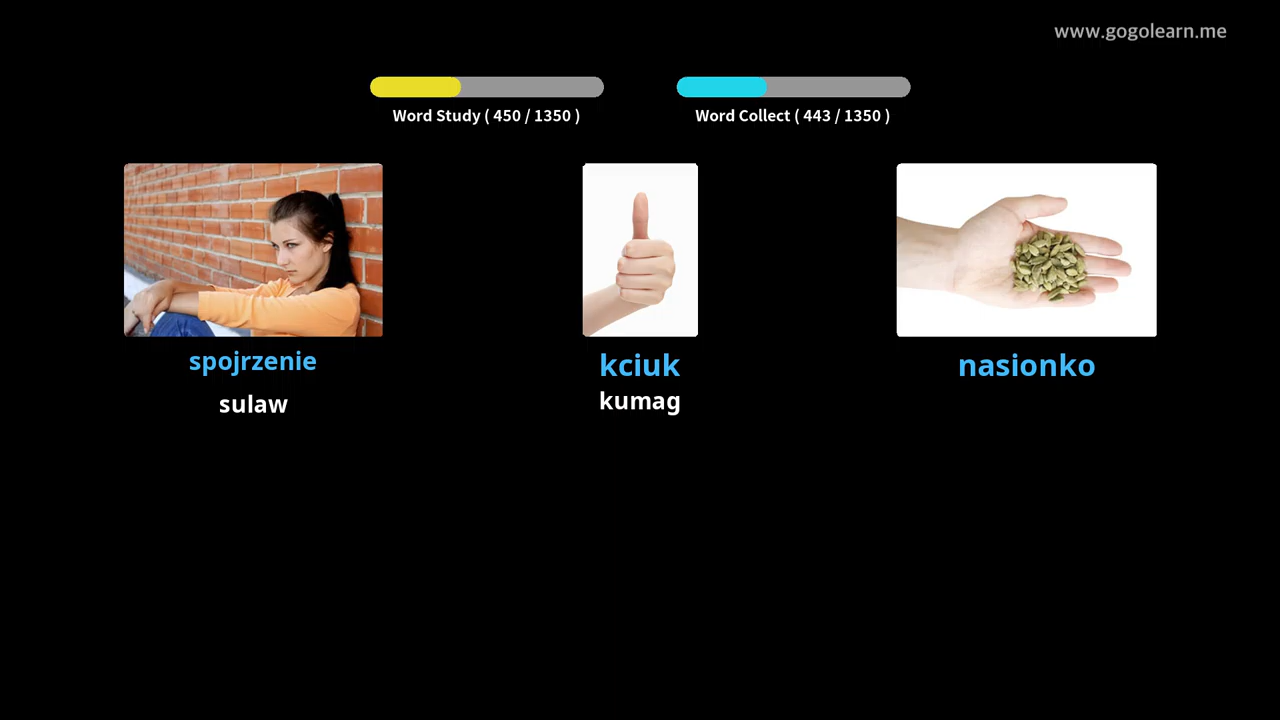 www.gogolearn.me
Word Study ( 450 / 1350 )
Word Collect ( 443 / 1350 )
spojrzenie
sulaw
kciuk
kumag
nasionko